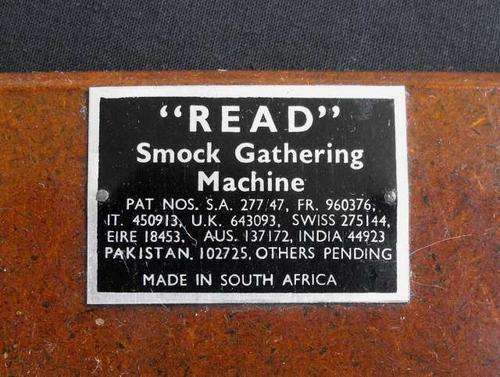 “READ”
Smock Gathering
Machine
PAT NOS. S.A. 277/47, FR. 960376,
IT. 450913, U.K. 643093, SWISS 275144,
EIRE 18453, AUS. 137172, INDIA 44923
PAKISTAN, 102725, OTHERS PENDING
MADE IN SOUTH AFRICA